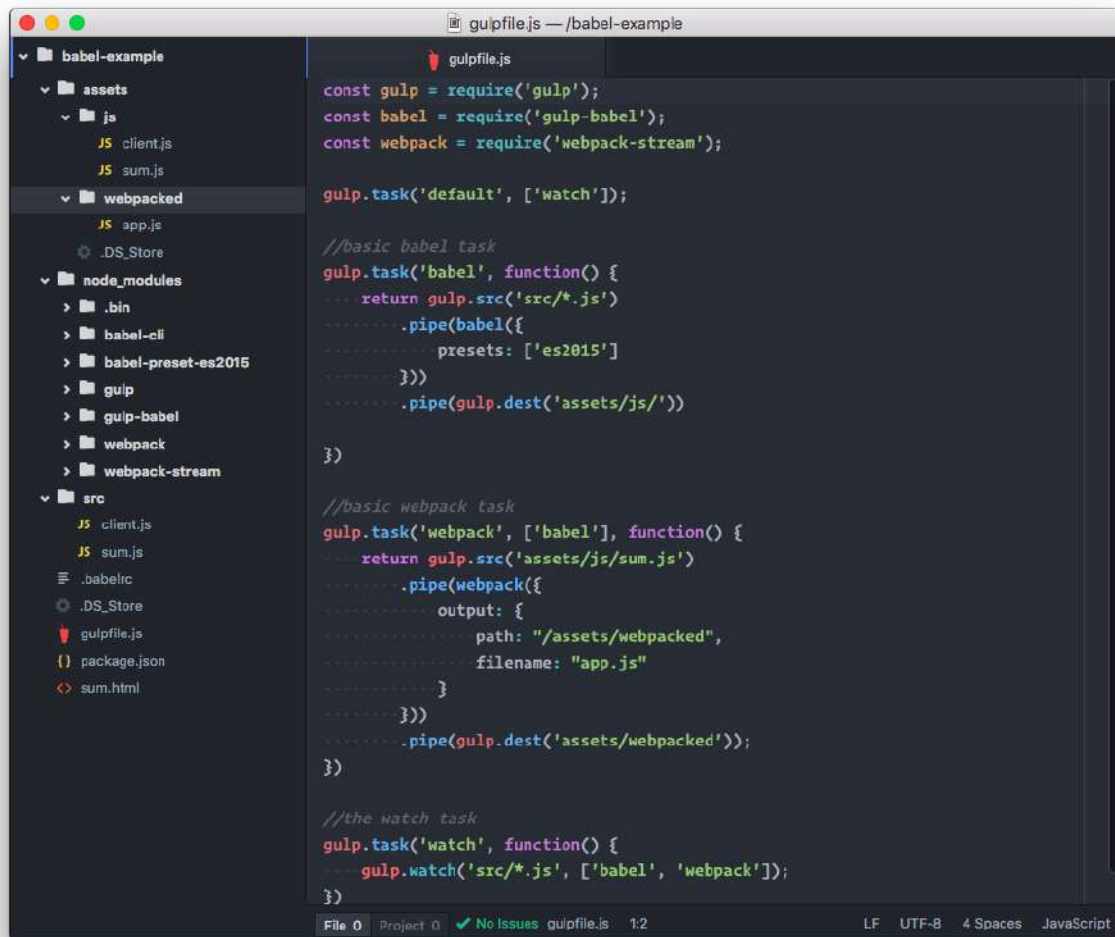 gulpfile.js — /babel-example
babel-example
assets
js
JS client.js
JS sum.js
webpacked
JS app.js
.DS_Store
node_modules
.bin
babel-cli
babel-preset-es2015
gulp
gulp-babel
webpack
webpack-stream
src
JS client.js
JS sum.js
.babelrc
.DS_Store
gulpfile.js
{} package.json
<> sum.html
gulpfile.js
const gulp = require('gulp');
const babel = require('gulp-babel');
const webpack = require('webpack-stream');
gulp.task('default', ['watch']);
//basic babel task
gulp.task('babel', function() {
    return gulp.src('src/*.js')
        .pipe(babel({
            presets: ['es2015']
        }))
        .pipe(gulp.dest('assets/js/'))
})
//basic webpack task
gulp.task('webpack', ['babel'], function() {
    return gulp.src('assets/js/sum.js')
        .pipe(webpack({
            output: {
                path: "/assets/webpacked",
                filename: "app.js"
            }
        }))
        .pipe(gulp.dest('assets/webpacked'));
})
//the watch task
gulp.task('watch', function() {
    gulp.watch('src/*.js', ['babel', 'webpack']);
})
File 0 Project 0 ✔ No Issues gulpfile.js 1:2 LF UTF-8 4 Spaces JavaScript